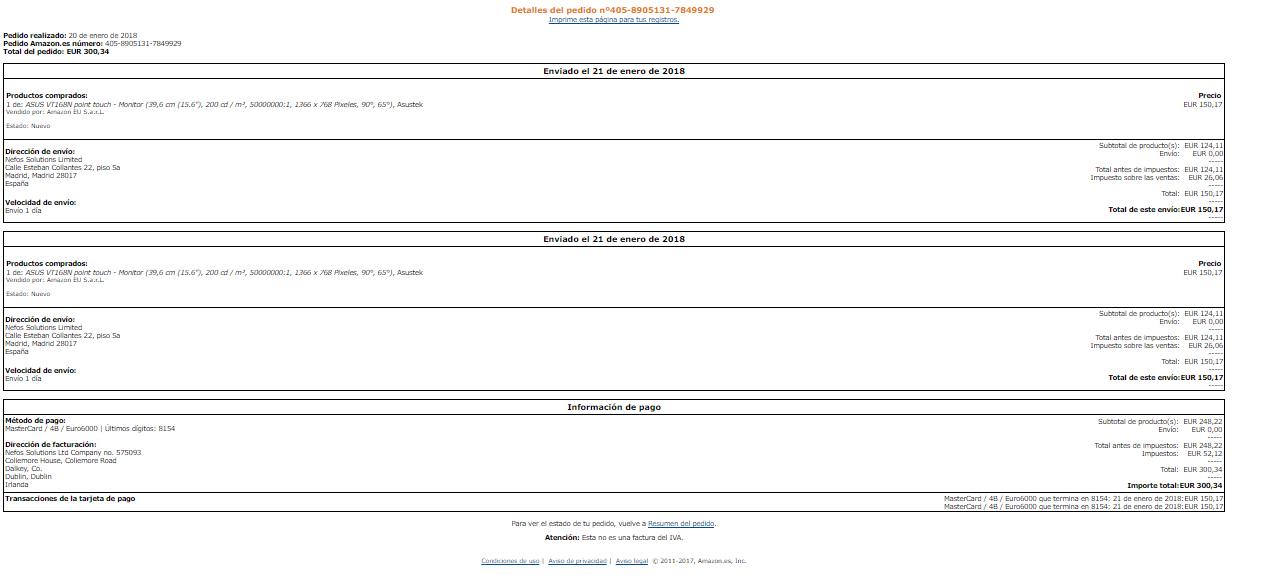 Detalles del pedido nº405-8905131-7849929
Imprime esta página para tus registros.
Pedido realizado: 20 de enero de 2018
Pedido Amazon.es número: 405-8905131-7849929
Total del pedido: EUR 300,34
Enviado el 21 de enero de 2018
Productos comprados: Precio
1 de: ASUS VT168N point touch - Monitor (39,6 cm (15.6"), 200 cd / m², 50000000:1, 1366 x 768 Pixeles, 90°, 65°), Asustek EUR 150,17
Vendido por: Amazon EU S.a.r.L.
Estado: Nuevo
Dirección de envío:
Nefos Solutions Limited
Calle Esteban Collantes 22, piso 5a
Madrid, Madrid 28017
España
Velocidad de envío:
Envío 1 día
Subtotal de producto(s): EUR 124,11
Envío: EUR 0,00
-----
Total antes de impuestos: EUR 124,11
Impuesto sobre las ventas: EUR 26,06
-----
Total: EUR 150,17
-----
Total de este envío:EUR 150,17
-----
Enviado el 21 de enero de 2018
Productos comprados: Precio
1 de: ASUS VT168N point touch - Monitor (39,6 cm (15.6"), 200 cd / m², 50000000:1, 1366 x 768 Pixeles, 90°, 65°), Asustek EUR 150,17
Vendido por: Amazon EU S.a.r.L.
Estado: Nuevo
Dirección de envío:
Nefos Solutions Limited
Calle Esteban Collantes 22, piso 5a
Madrid, Madrid 28017
España
Velocidad de envío:
Envío 1 día
Subtotal de producto(s): EUR 124,11
Envío: EUR 0,00
-----
Total antes de impuestos: EUR 124,11
Impuesto sobre las ventas: EUR 26,06
-----
Total: EUR 150,17
-----
Total de este envío:EUR 150,17
-----
Información de pago
Método de pago:
MasterCard / 4B / Euro6000 | Últimos dígitos: 8154
Dirección de facturación:
Nefos Solutions Ltd Company no. 575093
Coliemore House, Coliemore Road
Dalkey, Co.
Dublin, Dublin
Irlanda
Subtotal de producto(s): EUR 248,22
Envío: EUR 0,00
-----
Total antes de impuestos: EUR 248,22
Impuestos: EUR 52,12
-----
Total: EUR 300,34
-----
Importe total:EUR 300,34
Transacciones de la tarjeta de pago
MasterCard / 4B / Euro6000 que termina en 8154: 21 de enero de 2018:EUR 150,17
MasterCard / 4B / Euro6000 que termina en 8154: 21 de enero de 2018:EUR 150,17
Para ver el estado de tu pedido, vuelve a Resumen del pedido.
Atención: Esta no es una factura del IVA.
Condiciones de uso | Aviso de privacidad | Aviso legal © 2011-2017, Amazon.es, Inc.